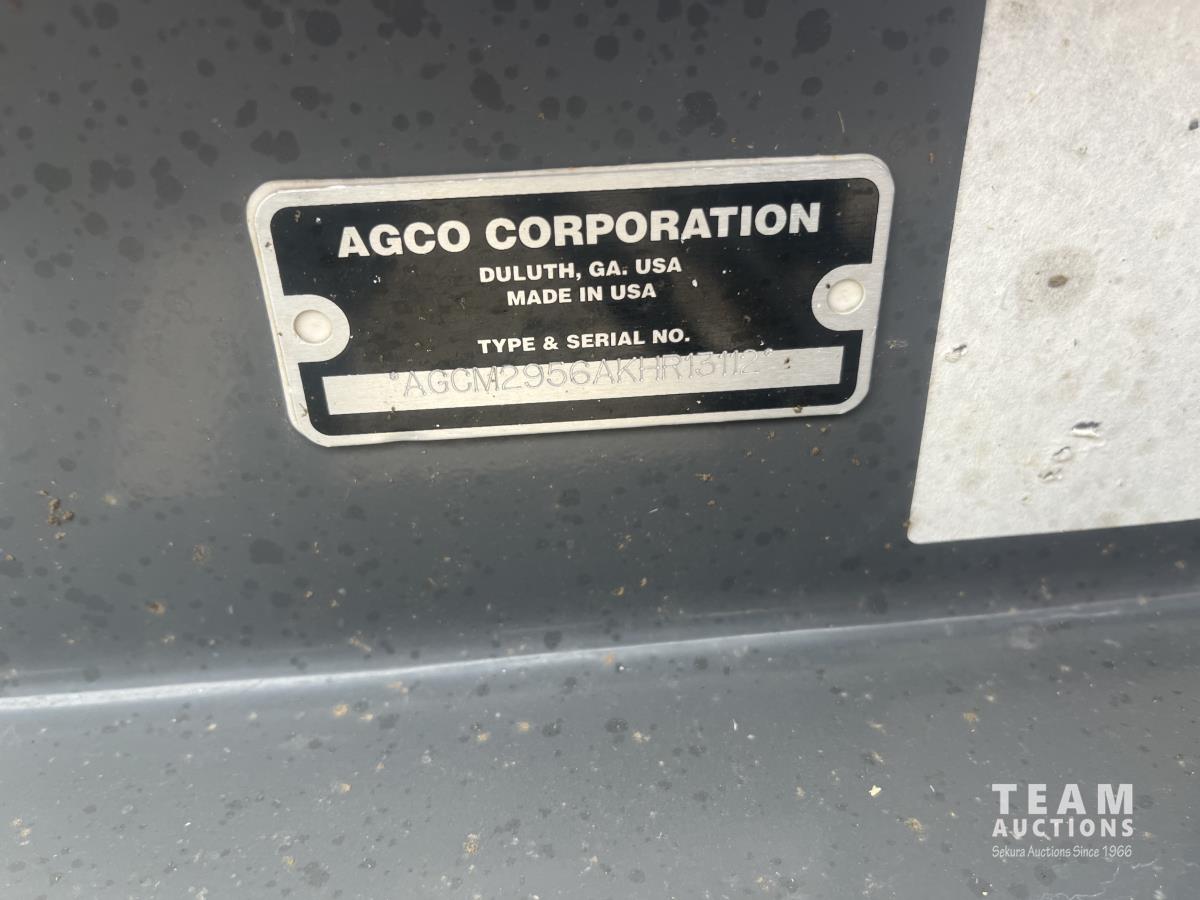 AGCO CORPORATION
DULUTH, GA. USA
MADE IN USA
TYPE & SERIAL NO.
*AGCM2956AKHR13112*
TEAM
AUCTIONS
Sekura Auctions Since 1966